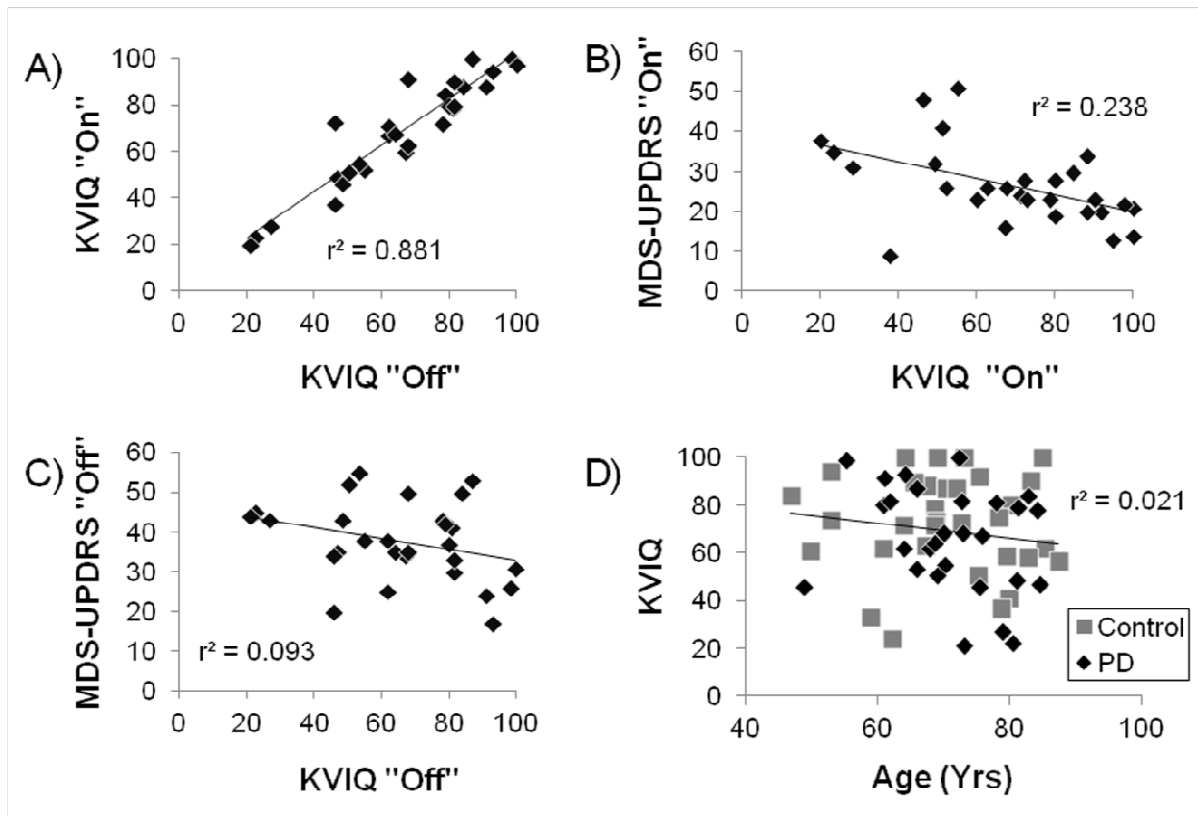 A)
KVIQ "On"
100
80
60
40
20
0
r² = 0.881
0 20 40 60 80 100
KVIQ "Off"
B)
MDS-UPDRS "On"
60
50
40
30
20
10
0
r² = 0.238
0 20 40 60 80 100
KVIQ "On"
C)
MDS-UPDRS "Off"
60
50
40
30
20
10
0
r² = 0.093
0 20 40 60 80 100
KVIQ "Off"
D)
KVIQ
100
80
60
40
20
0
r² = 0.021
Control
PD
40 60 80 100
Age (Yrs)